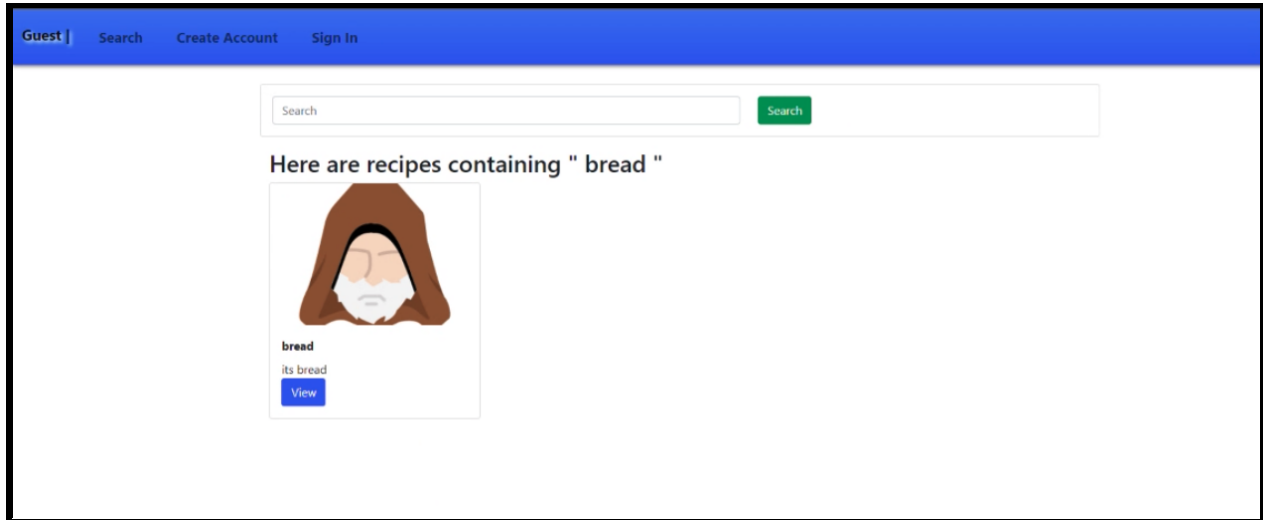 Guest | Search Create Account Sign In
Search Search
Here are recipes containing " bread "
bread
its bread
View